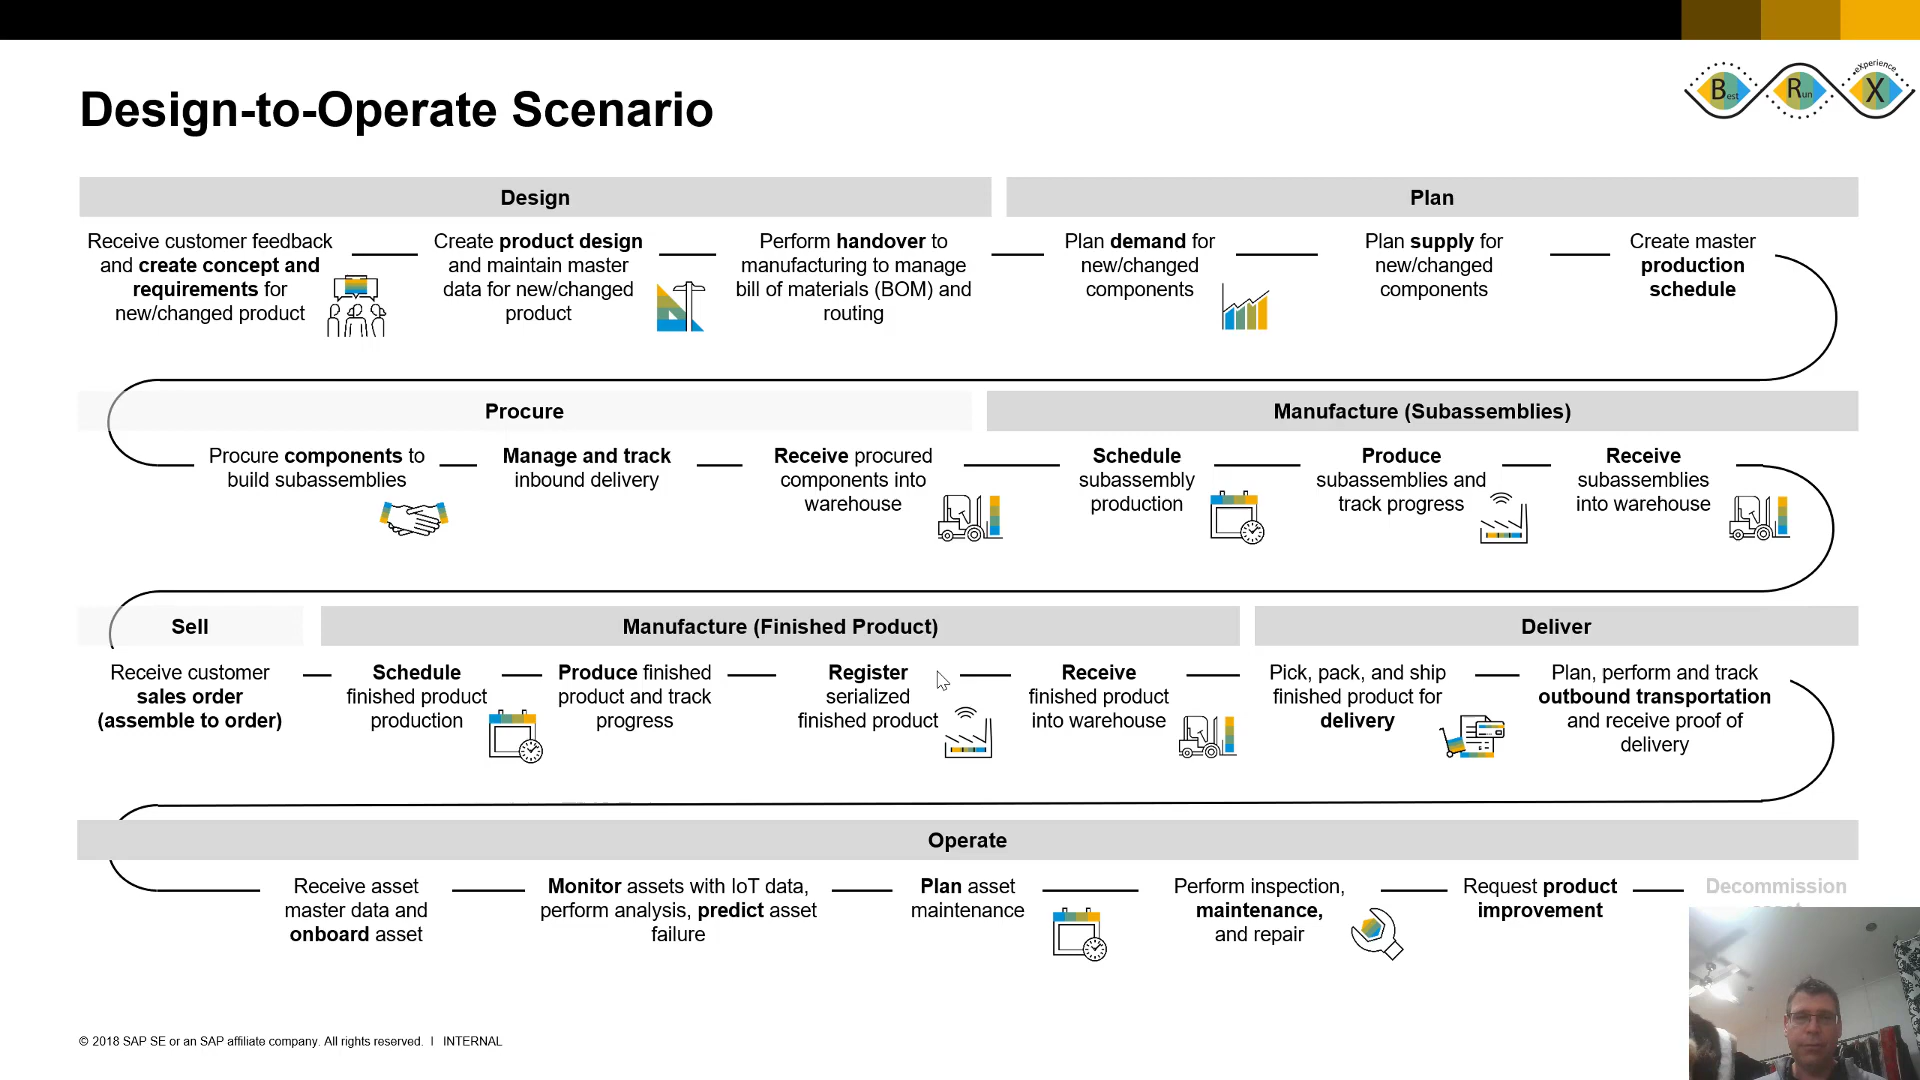 eXperience
Best Run X
Design-to-Operate Scenario
Design
Plan
Receive customer feedback
and create concept and
requirements for
new/changed product
Create product design
and maintain master
data for new/changed
product
Perform handover to
manufacturing to manage
bill of materials (BOM) and
routing
Plan demand for
new/changed
components
Plan supply for
new/changed
components
Create master
production
schedule
Procure
Manufacture (Subassemblies)
Procure components to
build subassemblies
Manage and track
inbound delivery
Receive procured
components into
warehouse
Schedule
subassembly
production
Produce
subassemblies and
track progress
Receive
subassemblies
into warehouse
Sell
Manufacture (Finished Product)
Deliver
Receive customer
sales order
(assemble to order)
Schedule
finished product
production
Produce finished
product and track
progress
Register
serialized
finished product
Receive
finished product
into warehouse
Pick, pack, and ship
finished product for
delivery
Plan, perform and track
outbound transportation
and receive proof of
delivery
Operate
Receive asset
master data and
onboard asset
Monitor assets with IoT data,
perform analysis, predict asset
failure
Plan asset
maintenance
Perform inspection,
maintenance,
and repair
Request product
improvement
Decommission
© 2018 SAP SE or an SAP affiliate company. All rights reserved. I INTERNAL